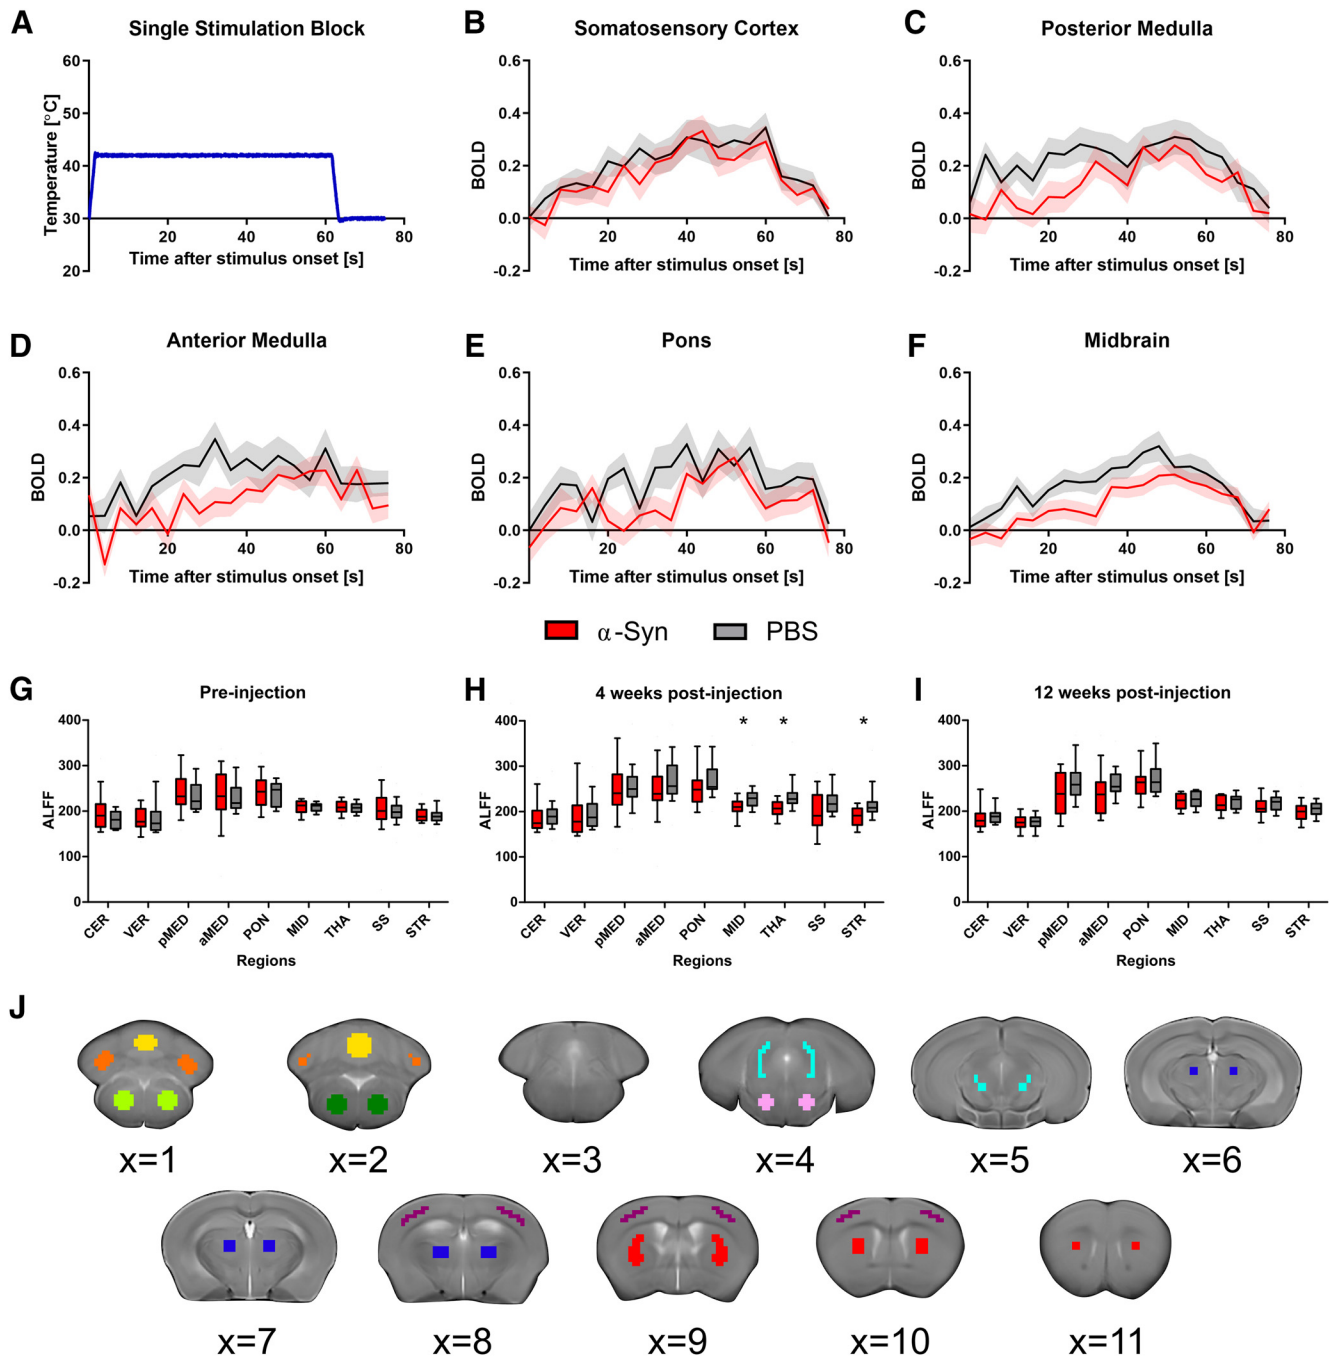 A
Single Stimulation Block
60
50
40
30
20
Temperature [°C]
20
40
60
80
Time after stimulus onset [s]
B
Somatosensory Cortex
0.6
0.4
0.2
0.0
-0.2
BOLD
20
40
60
80
Time after stimulus onset [s]
C
Posterior Medulla
0.6
0.4
0.2
0.0
-0.2
BOLD
20
40
60
80
Time after stimulus onset [s]
D
Anterior Medulla
0.6
0.4
0.2
0.0
-0.2
BOLD
20
40
60
80
Time after stimulus onset [s]
E
Pons
0.6
0.4
0.2
0.0
-0.2
BOLD
20
40
60
80
Time after stimulus onset [s]
F
Midbrain
0.6
0.4
0.2
0.0
-0.2
BOLD
20
40
60
80
Time after stimulus onset [s]
α-Syn
PBS
G
Pre-injection
400
300
200
100
0
ALFF
CER
VER
pMED
aMED
PON
MID
THA
SS
STR
Regions
H
4 weeks post-injection
* * *
400
300
200
100
0
ALFF
CER
VER
pMED
aMED
PON
MID
THA
SS
STR
Regions
I
12 weeks post-injection
400
300
200
100
0
ALFF
CER
VER
pMED
aMED
PON
MID
THA
SS
STR
Regions
J
x=1
x=2
x=3
x=4
x=5
x=6
x=7
x=8
x=9
x=10
x=11